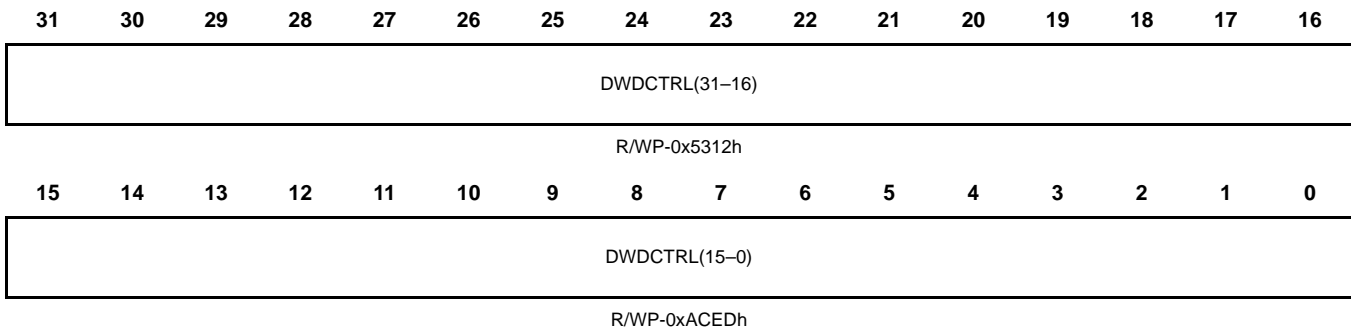 31 30 29 28 27 26 25 24 23 22 21 20 19 18 17 16
DWDCTRL(31–16)
R/WP-0x5312h
15 14 13 12 11 10 9 8 7 6 5 4 3 2 1 0
DWDCTRL(15–0)
R/WP-0xACEDh